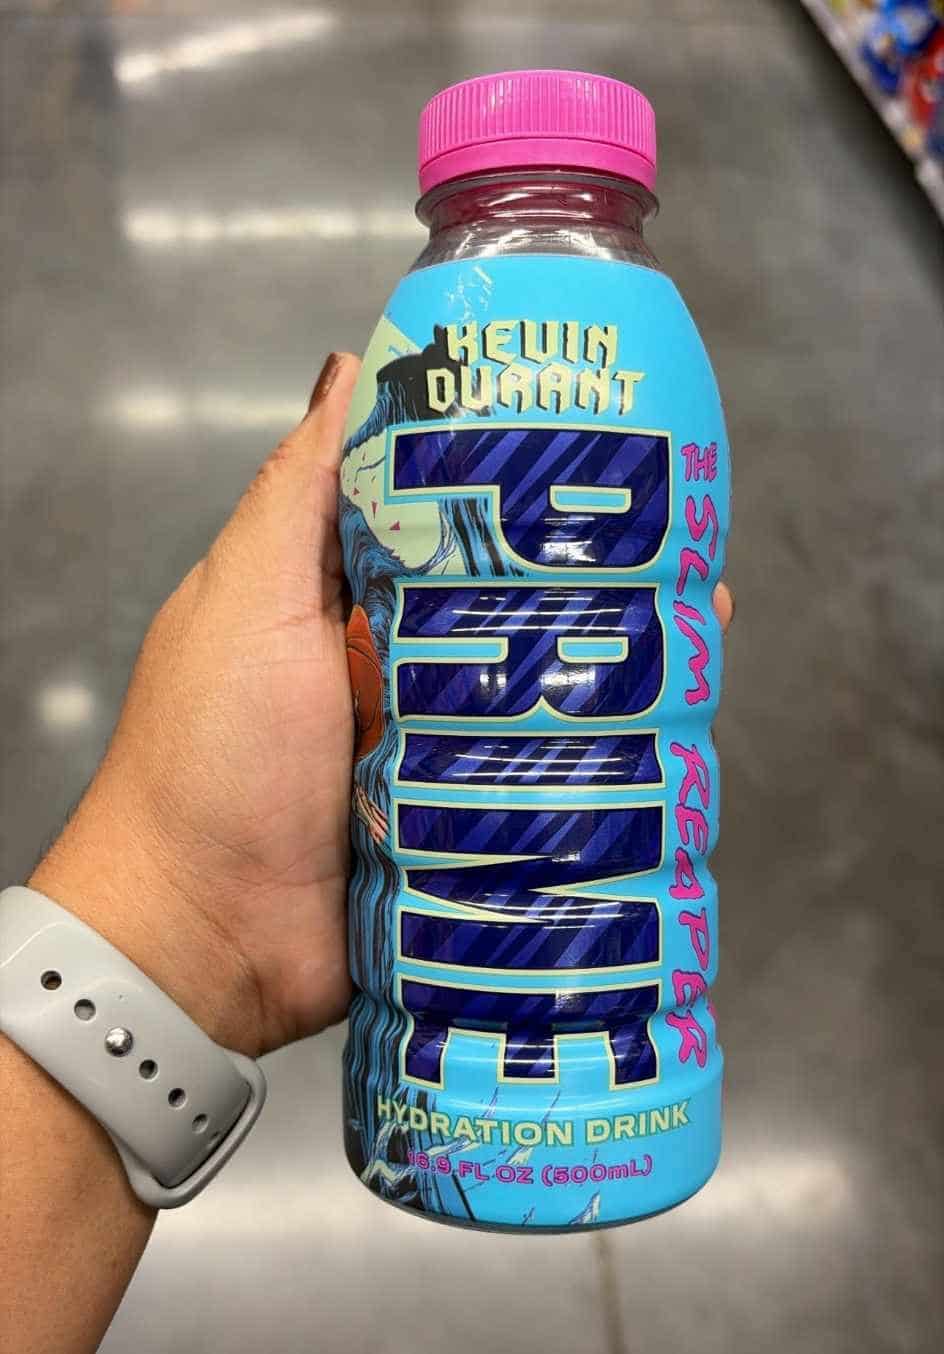 KEVIN
DURANT
PRIME
THE SLIM REAPER
HYDRATION DRINK
16.9 FL OZ (500mL)